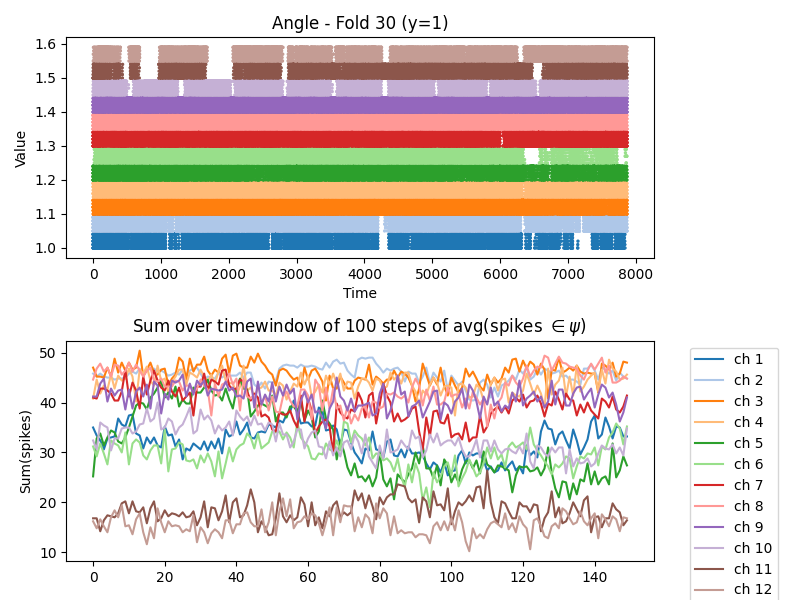 Angle - Fold 30 (y=1)
1.6
1.5
1.4
1.3
1.2
1.1
1.0
Value
0 1000 2000 3000 4000 5000 6000 7000 8000
Time
Sum over timewindow of 100 steps of avg(spikes ∈ ψ)
50
40
30
20
10
Sum(spikes)
0 20 40 60 80 100 120 140
ch 1
ch 2
ch 3
ch 4
ch 5
ch 6
ch 7
ch 8
ch 9
ch 10
ch 11
ch 12